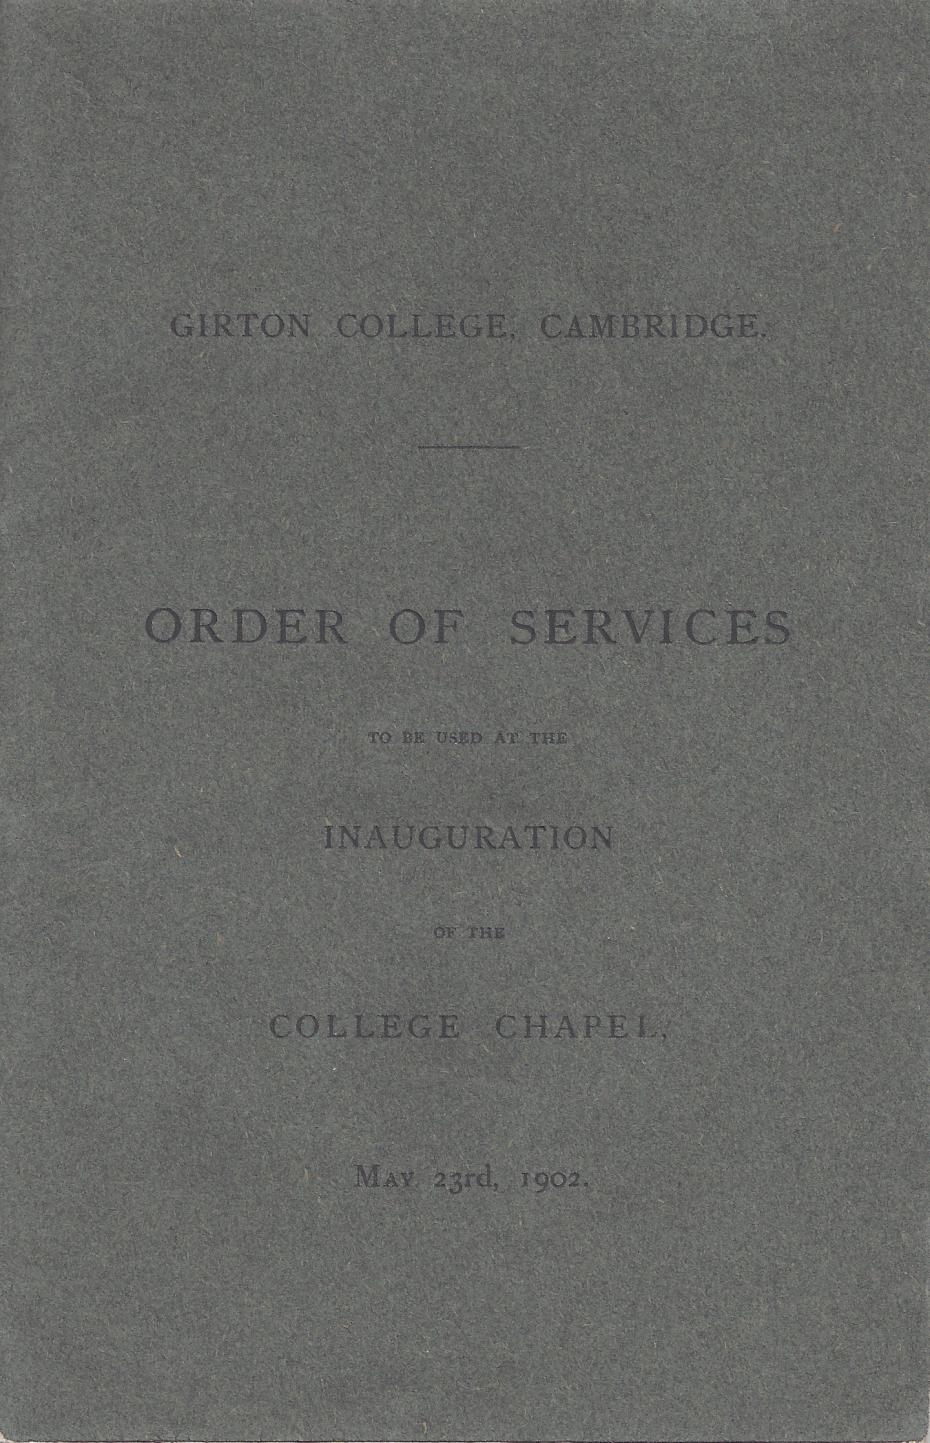 GIRTON COLLEGE, CAMBRIDGE.
ORDER OF SERVICES
TO BE USED AT THE
INAUGURATION
OF THE
COLLEGE CHAPEL,
MAY 23rd, 1902.